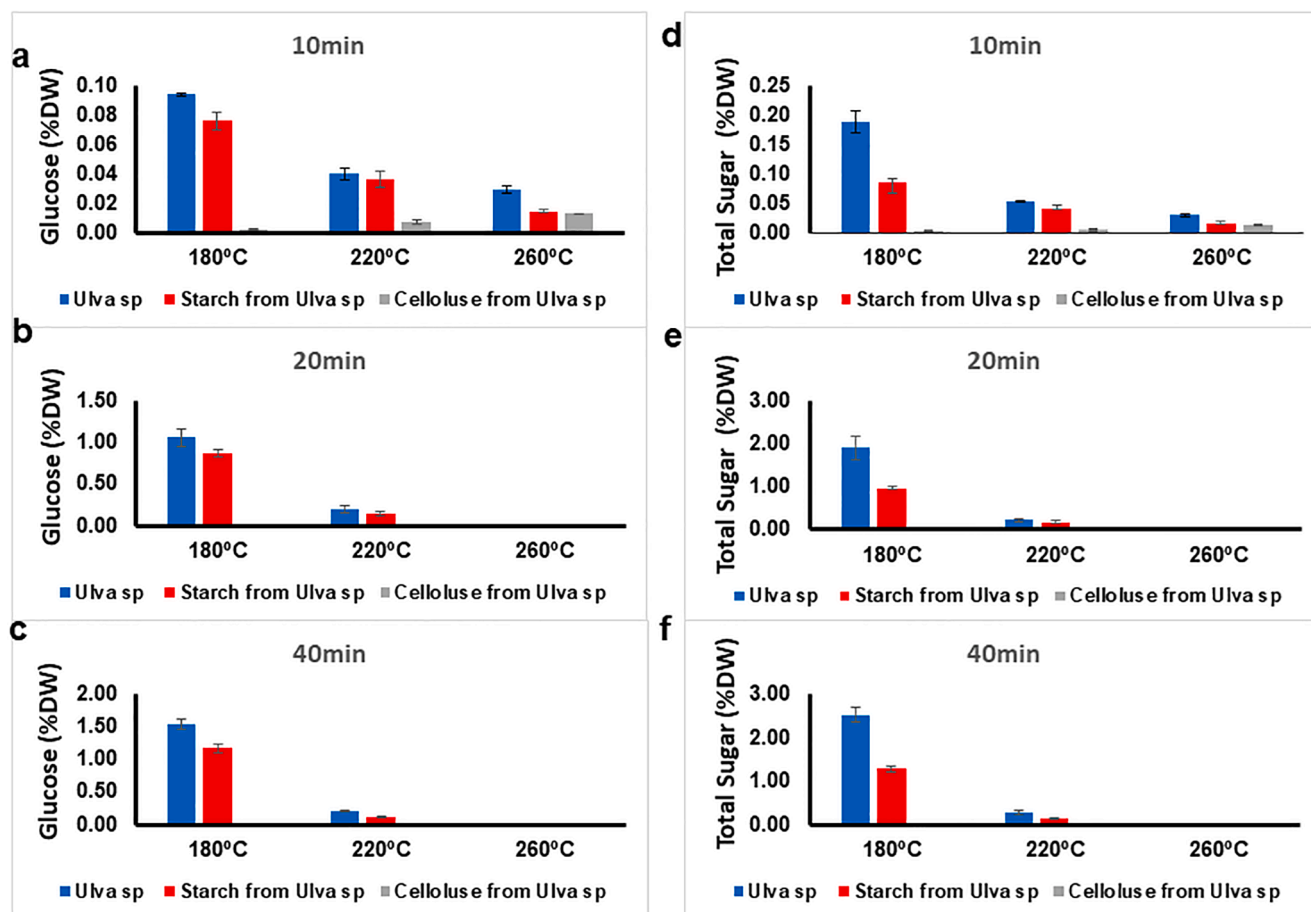 a
10min
Glucose (%DW)
0.10
0.08
0.06
0.04
0.02
0.00
180ºC 220ºC 260ºC
Ulva sp Starch from Ulva sp Celloluse from Ulva sp
d
10min
Total Sugar (%DW)
0.25
0.20
0.15
0.10
0.05
0.00
180ºC 220ºC 260ºC
Ulva sp Starch from Ulva sp Celloluse from Ulva sp
b
20min
Glucose (%DW)
1.50
1.00
0.50
0.00
180ºC 220ºC 260ºC
Ulva sp Starch from Ulva sp Celloluse from Ulva sp
e
20min
Total Sugar (%DW)
3.00
2.00
1.00
0.00
180ºC 220ºC 260ºC
Ulva sp Starch from Ulva sp Celloluse from Ulva sp
c
40min
Glucose (%DW)
2.00
1.50
1.00
0.50
0.00
180ºC 220ºC 260ºC
Ulva sp Starch from Ulva sp Celloluse from Ulva sp
f
40min
Total Sugar (%DW)
3.00
2.00
1.00
0.00
180ºC 220ºC 260ºC
Ulva sp Starch from Ulva sp Celloluse from Ulva sp